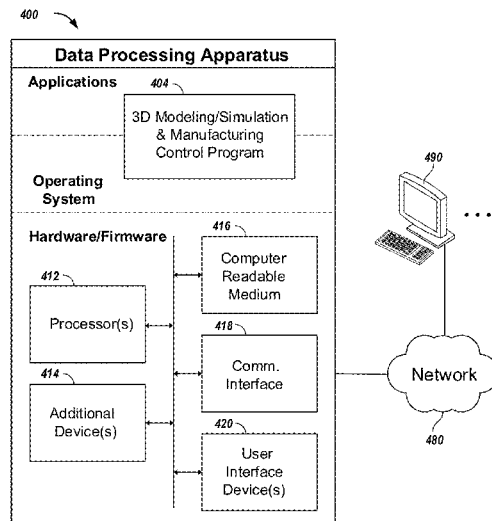 400
Data Processing Apparatus
Applications
404
3D Modeling/Simulation
& Manufacturing
Control Program
Operating
System
490
Hardware/Firmware
412
Processor(s)
414
Additional
Device(s)
416
Computer
Readable
Medium
418
Comm.
Interface
420
User
Interface
Device(s)
Network
480